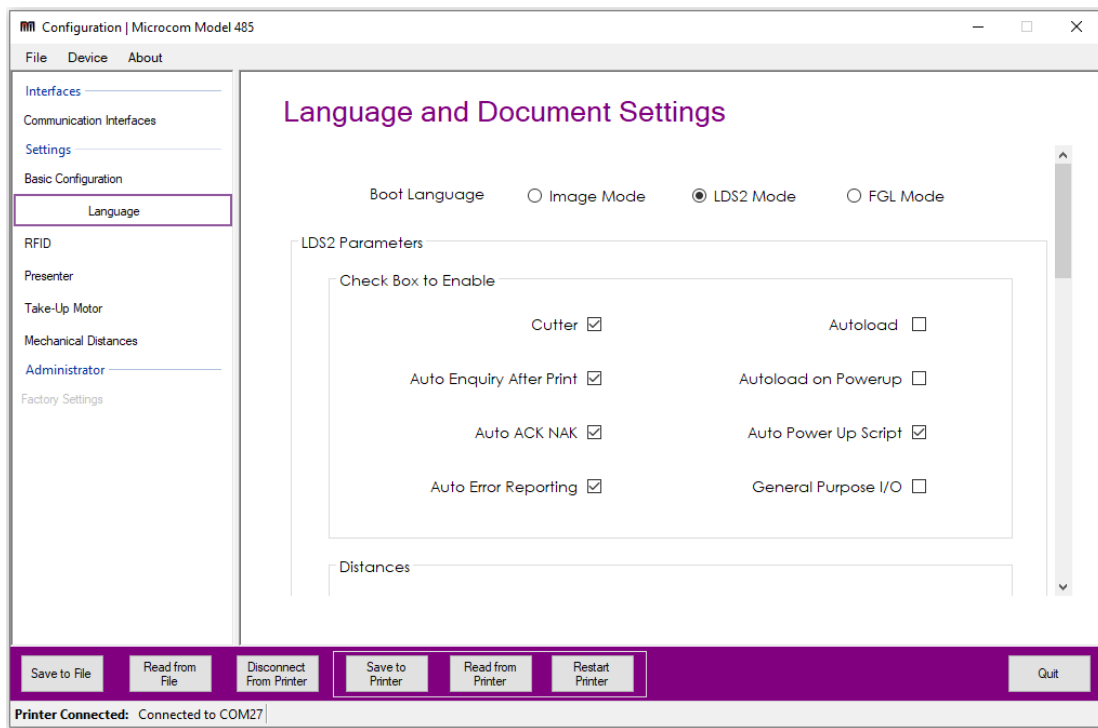 Configuration | Microcom Model 485
File Device About
Interfaces
Communication Interfaces
Settings
Basic Configuration
Language
RFID
Presenter
Take-Up Motor
Mechanical Distances
Administrator
Factory Settings
Language and Document Settings
Boot Language Image Mode LDS2 Mode FGL Mode
LDS2 Parameters
Check Box to Enable
Cutter Autoload
Auto Enquiry After Print Autoload on Powerup
Auto ACK NAK Auto Power Up Script
Auto Error Reporting General Purpose I/O
Distances
Save to File
Read from
File
Disconnect
From Printer
Save to
Printer
Read from
Printer
Restart
Printer
Quit
Printer Connected: Connected to COM27